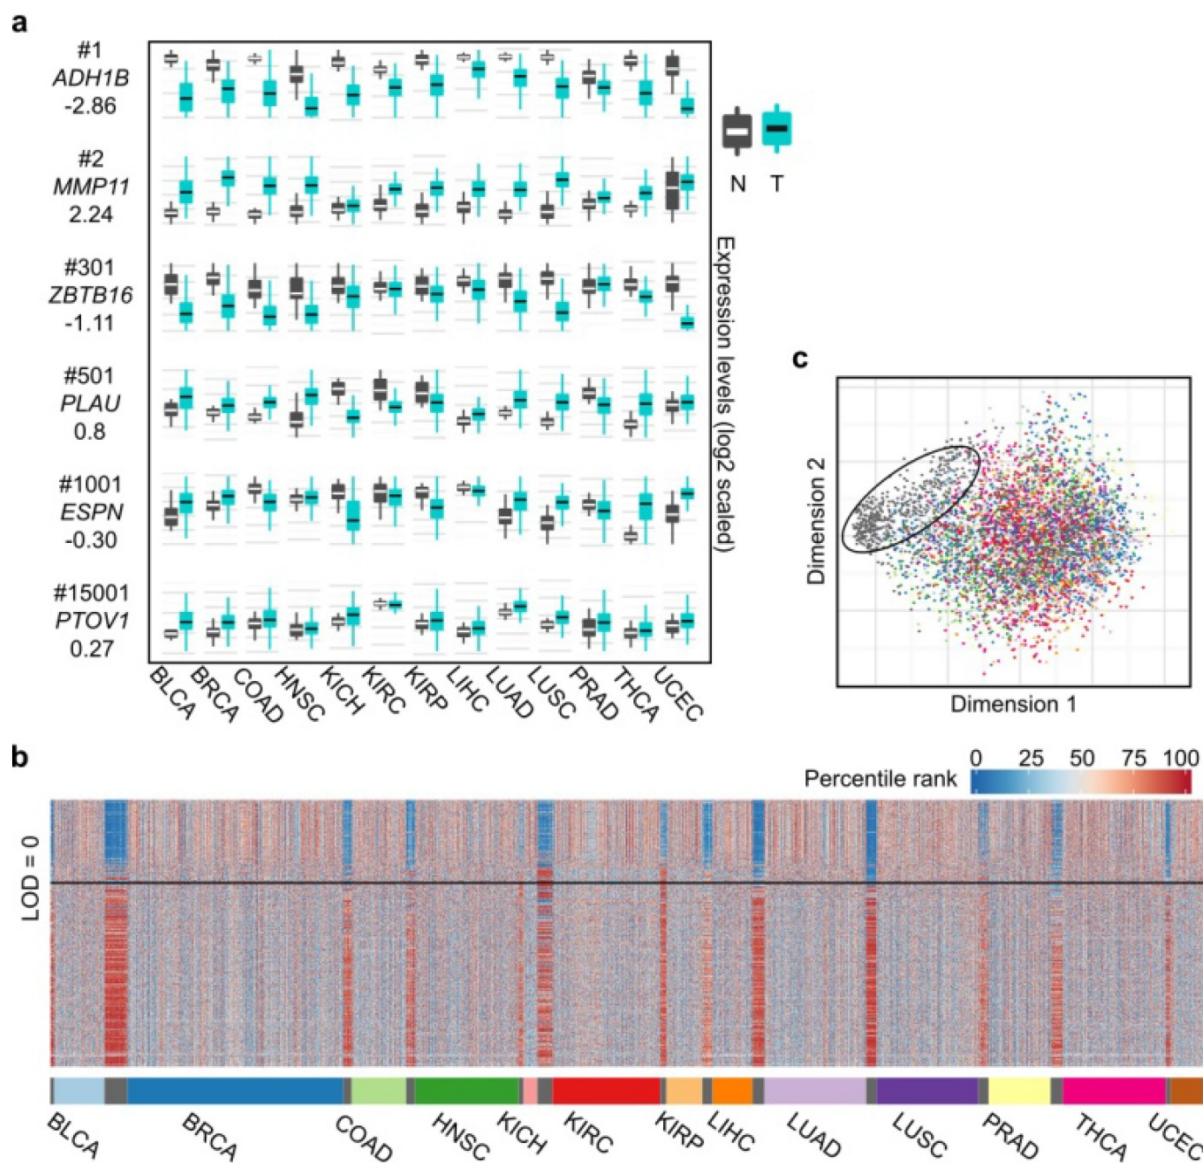 a
#1
ADH1B
-2.86
#2
MMP11
2.24
#301
ZBTB16
-1.11
#501
PLAU
0.8
#1001
ESPN
-0.30
#15001
PTOV1
0.27
BLCA BRCA COAD HNSC KICH KIRC KIRP LIHC LUAD LUSC PRAD THCA UCEC
N T
Expression levels (log2 scaled)
c
Dimension 2
Dimension 1
b
Percentile rank 0 25 50 75 100
LOD = 0
BLCA BRCA COAD HNSC KICH KIRC KIRP LIHC LUAD LUSC PRAD THCA UCEC